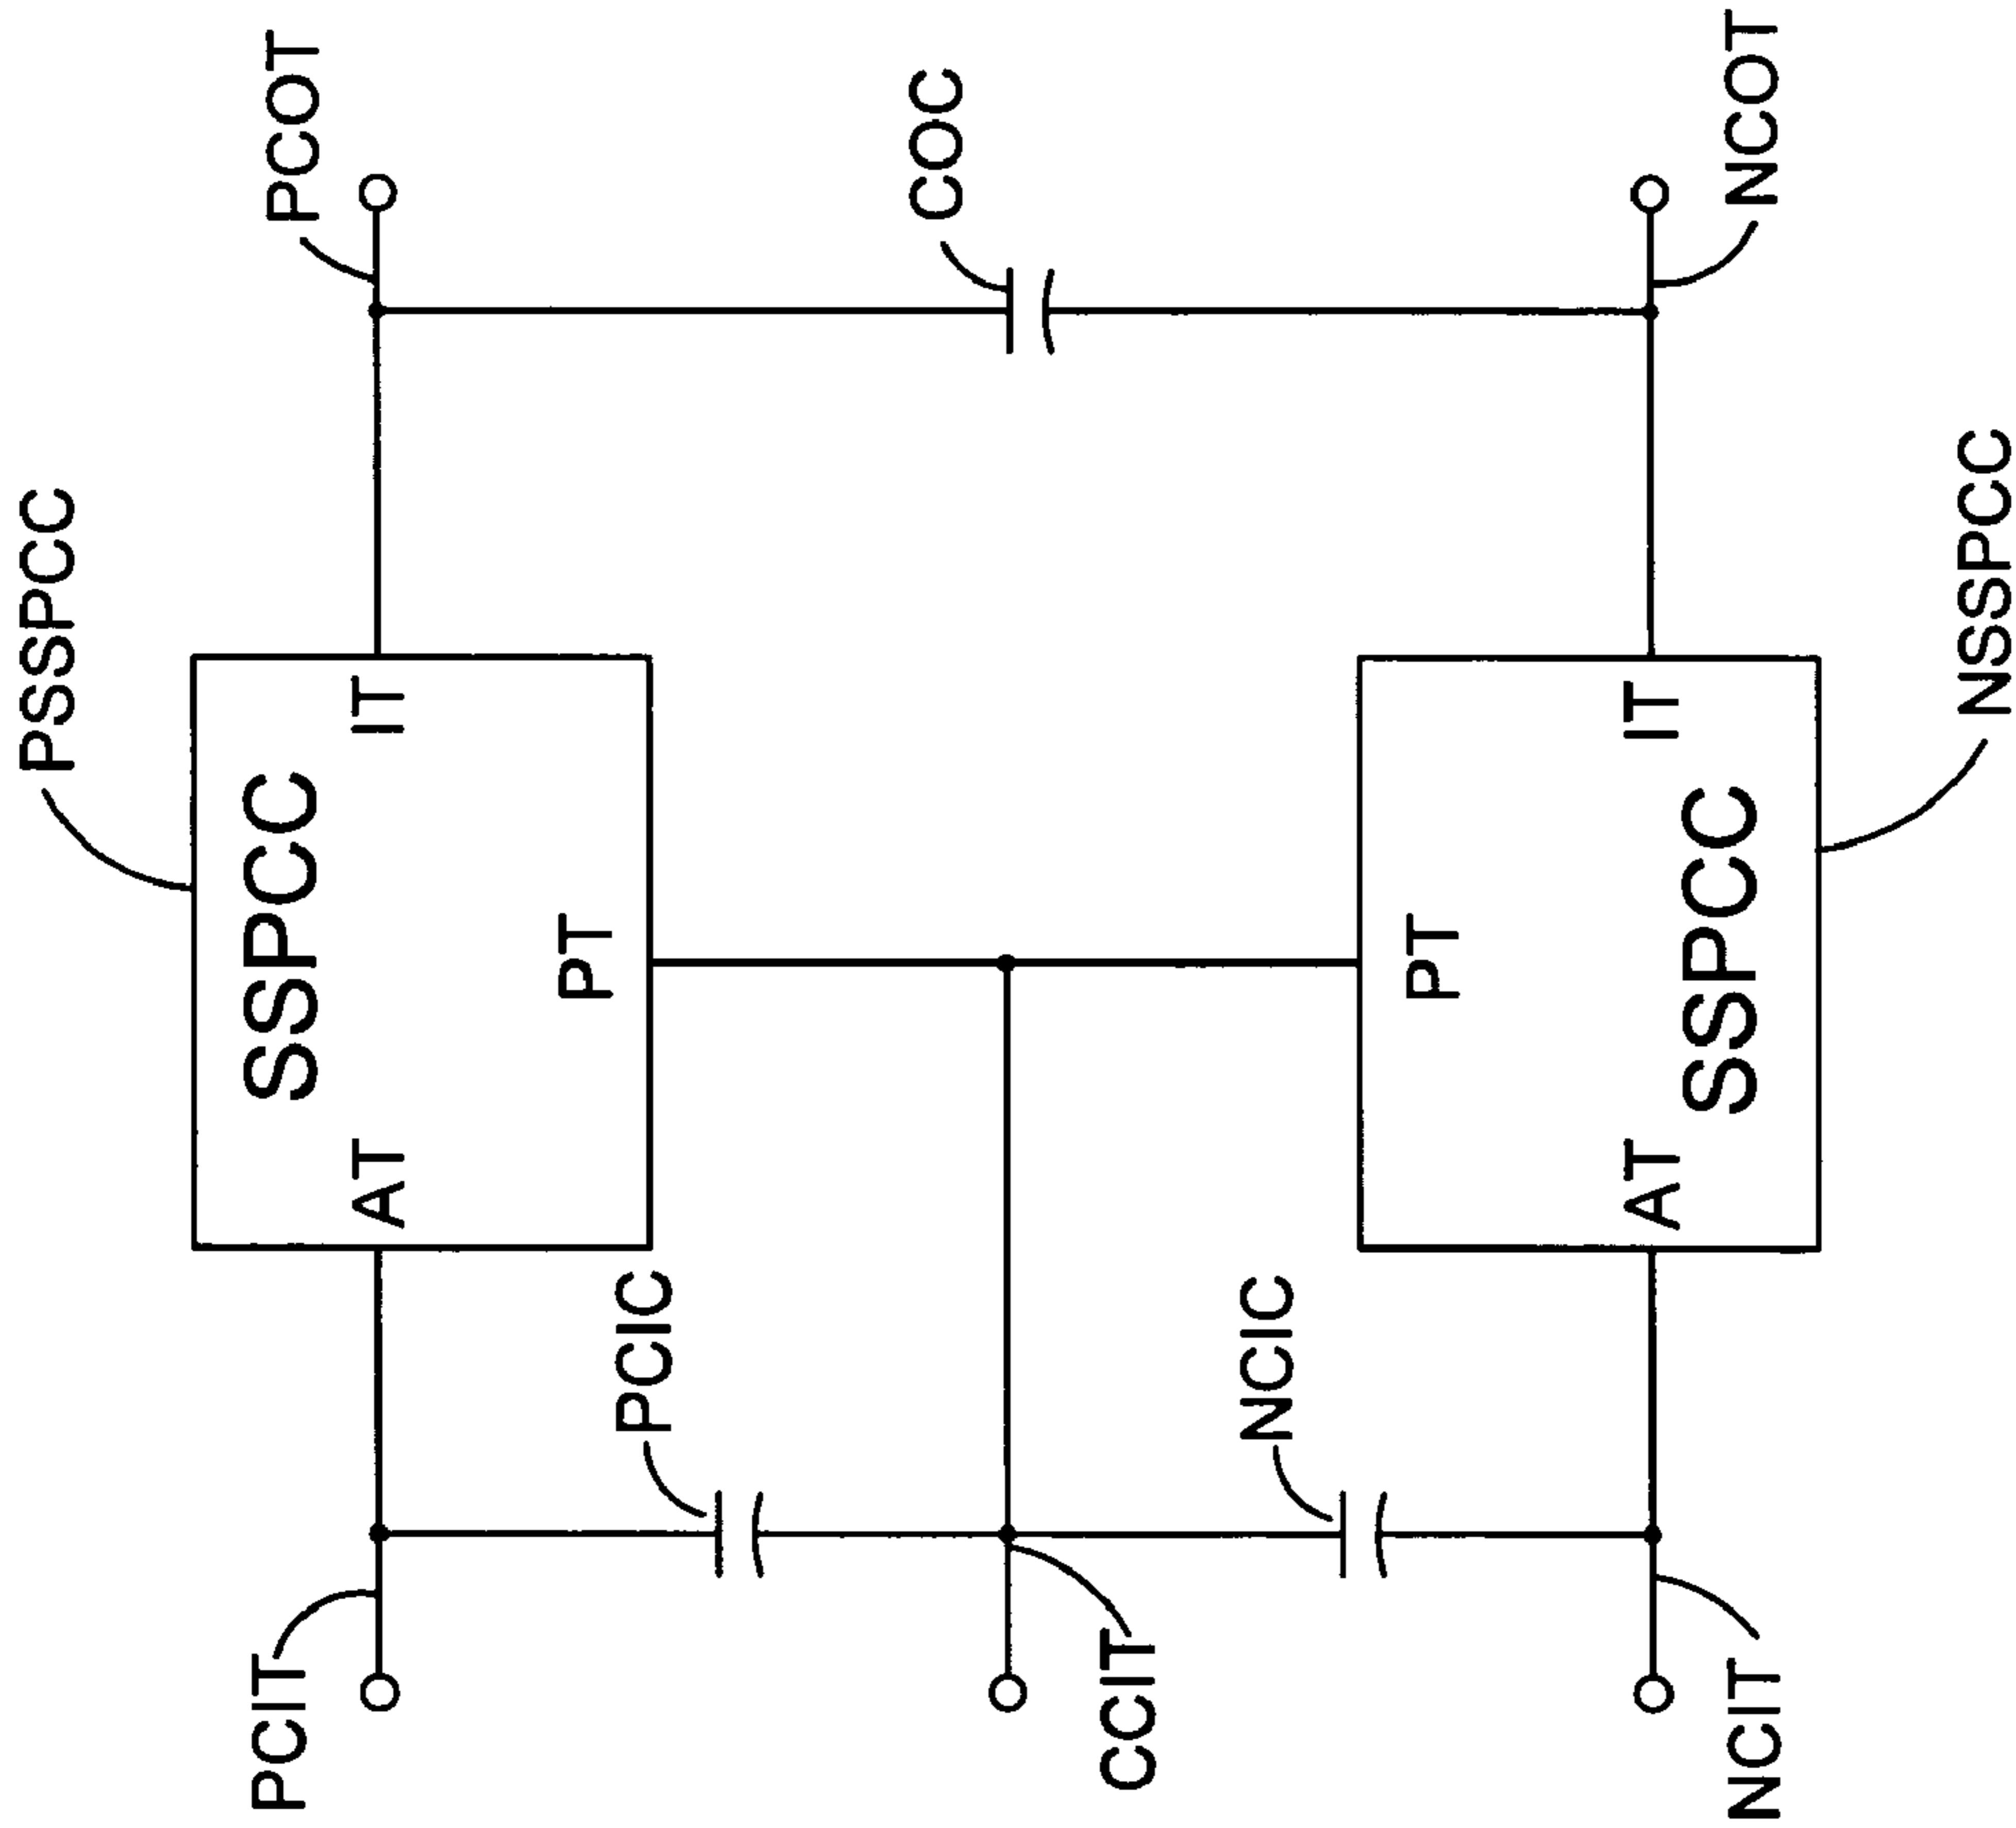 PCOT
COC
NCOT
PSSPCC
NSSPCC
IT
SSPCC
PT
AT
IT
SSPCC
PT
AT
PCIC
NCIC
PCIT
CCIT
NCIT